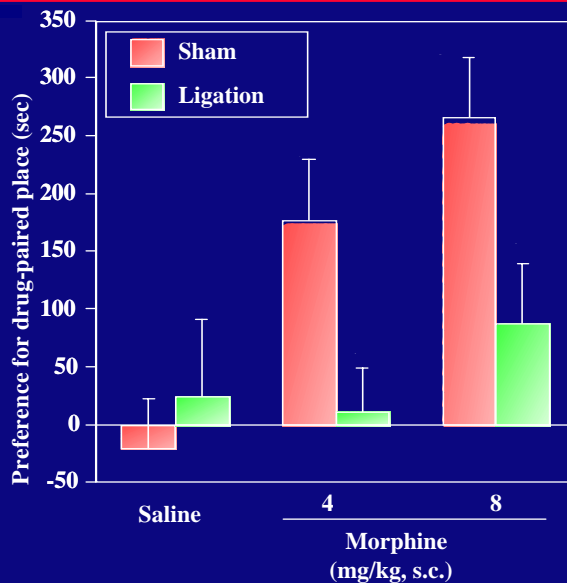 Preference for drug-paired place (sec)
350
300
250
200
150
100
50
0
-50
Sham
Ligation
Saline
4
8
Morphine
(mg/kg, s.c.)